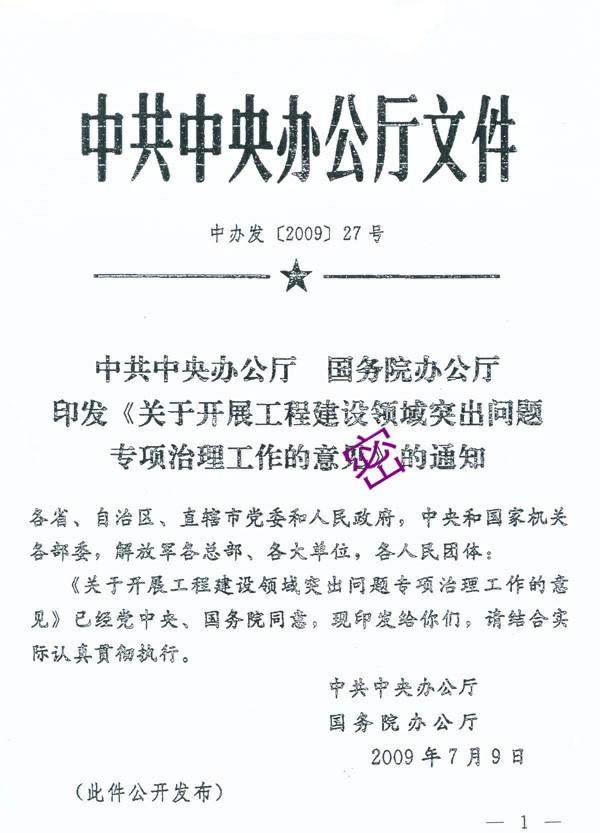 中共中央办公厅文件
中办发〔2009〕27号
中共中央办公厅 国务院办公厅
印发《关于开展工程建设领域突出问题
专项治理工作的意见》的通知
密
各省、自治区、直辖市党委和人民政府，中央和国家机关
各部委，解放军各总部、各大单位，各人民团体：
《关于开展工程建设领域突出问题专项治理工作的意
见》已经党中央、国务院同意，现印发给你们，请结合实
际认真贯彻执行。
中共中央办公厅
国务院办公厅
2009年7月9日
（此件公开发布）
— 1 —